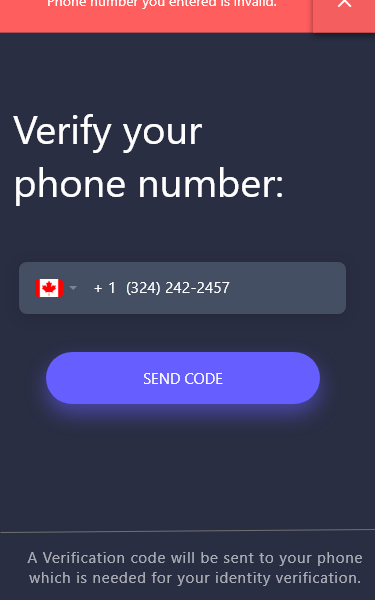 Phone number you entered is invalid.
Verify your
phone number:
+ 1 (324) 242-2457
SEND CODE
A Verification code will be sent to your phone
which is needed for your identity verification.